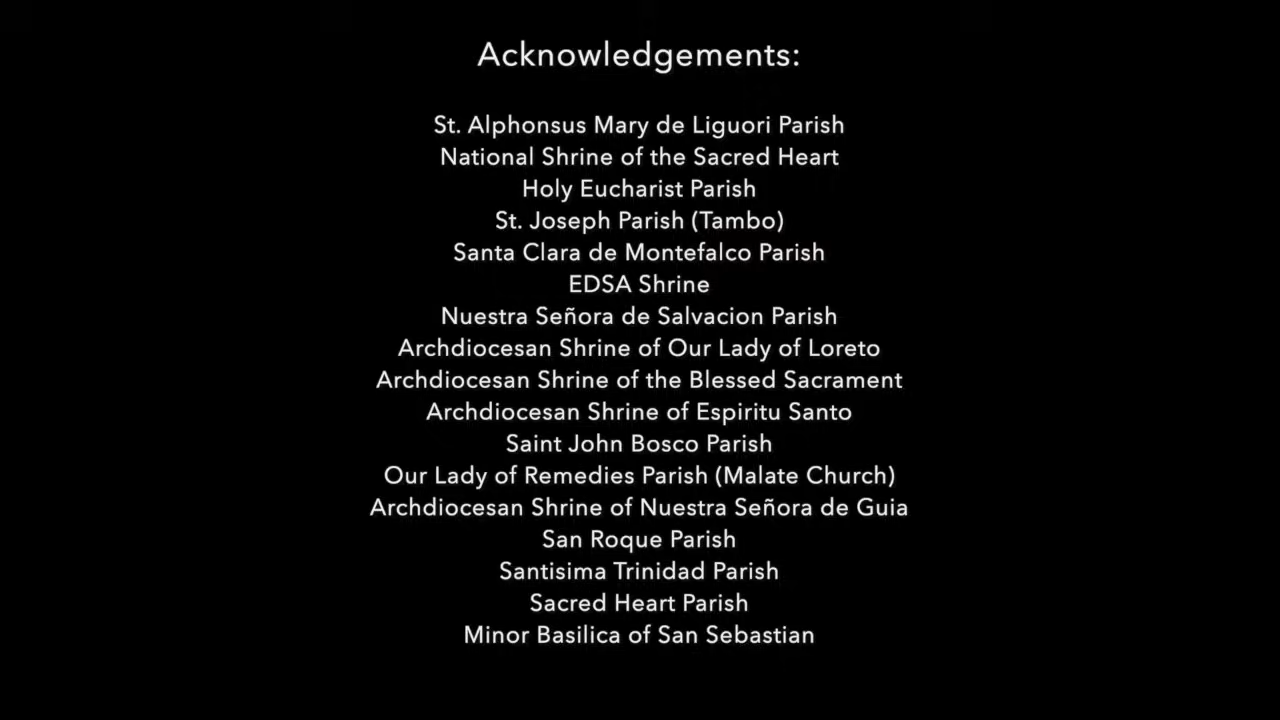 Acknowledgements:
St. Alphonsus Mary de Liguori Parish
National Shrine of the Sacred Heart
Holy Eucharist Parish
St. Joseph Parish (Tambo)
Santa Clara de Montefalco Parish
EDSA Shrine
Nuestra Señora de Salvacion Parish
Archdiocesan Shrine of Our Lady of Loreto
Archdiocesan Shrine of the Blessed Sacrament
Archdiocesan Shrine of Espiritu Santo
Saint John Bosco Parish
Our Lady of Remedies Parish (Malate Church)
Archdiocesan Shrine of Nuestra Señora de Guia
San Roque Parish
Santisima Trinidad Parish
Sacred Heart Parish
Minor Basilica of San Sebastian